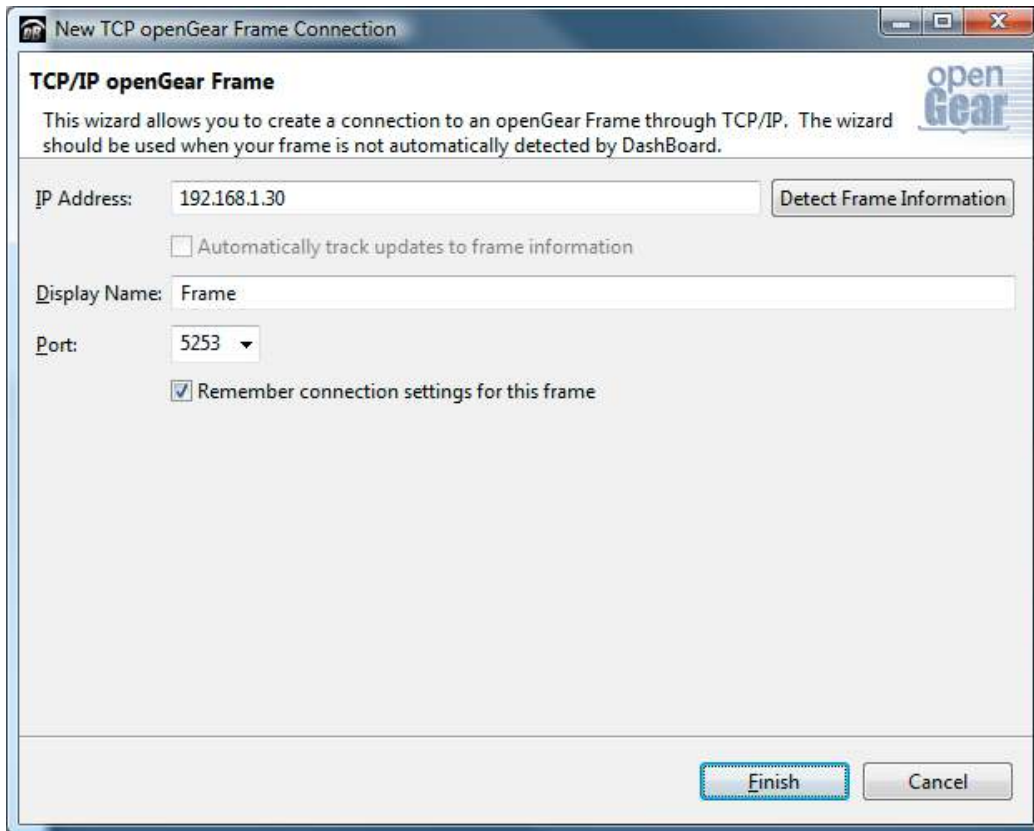 DB New TCP openGear Frame Connection
TCP/IP openGear Frame
open
Gear
This wizard allows you to create a connection to an openGear Frame through TCP/IP. The wizard
should be used when your frame is not automatically detected by DashBoard.
IP Address: 192.168.1.30 Detect Frame Information
Automatically track updates to frame information
Display Name: Frame
Port: 5253
Remember connection settings for this frame
Finish Cancel